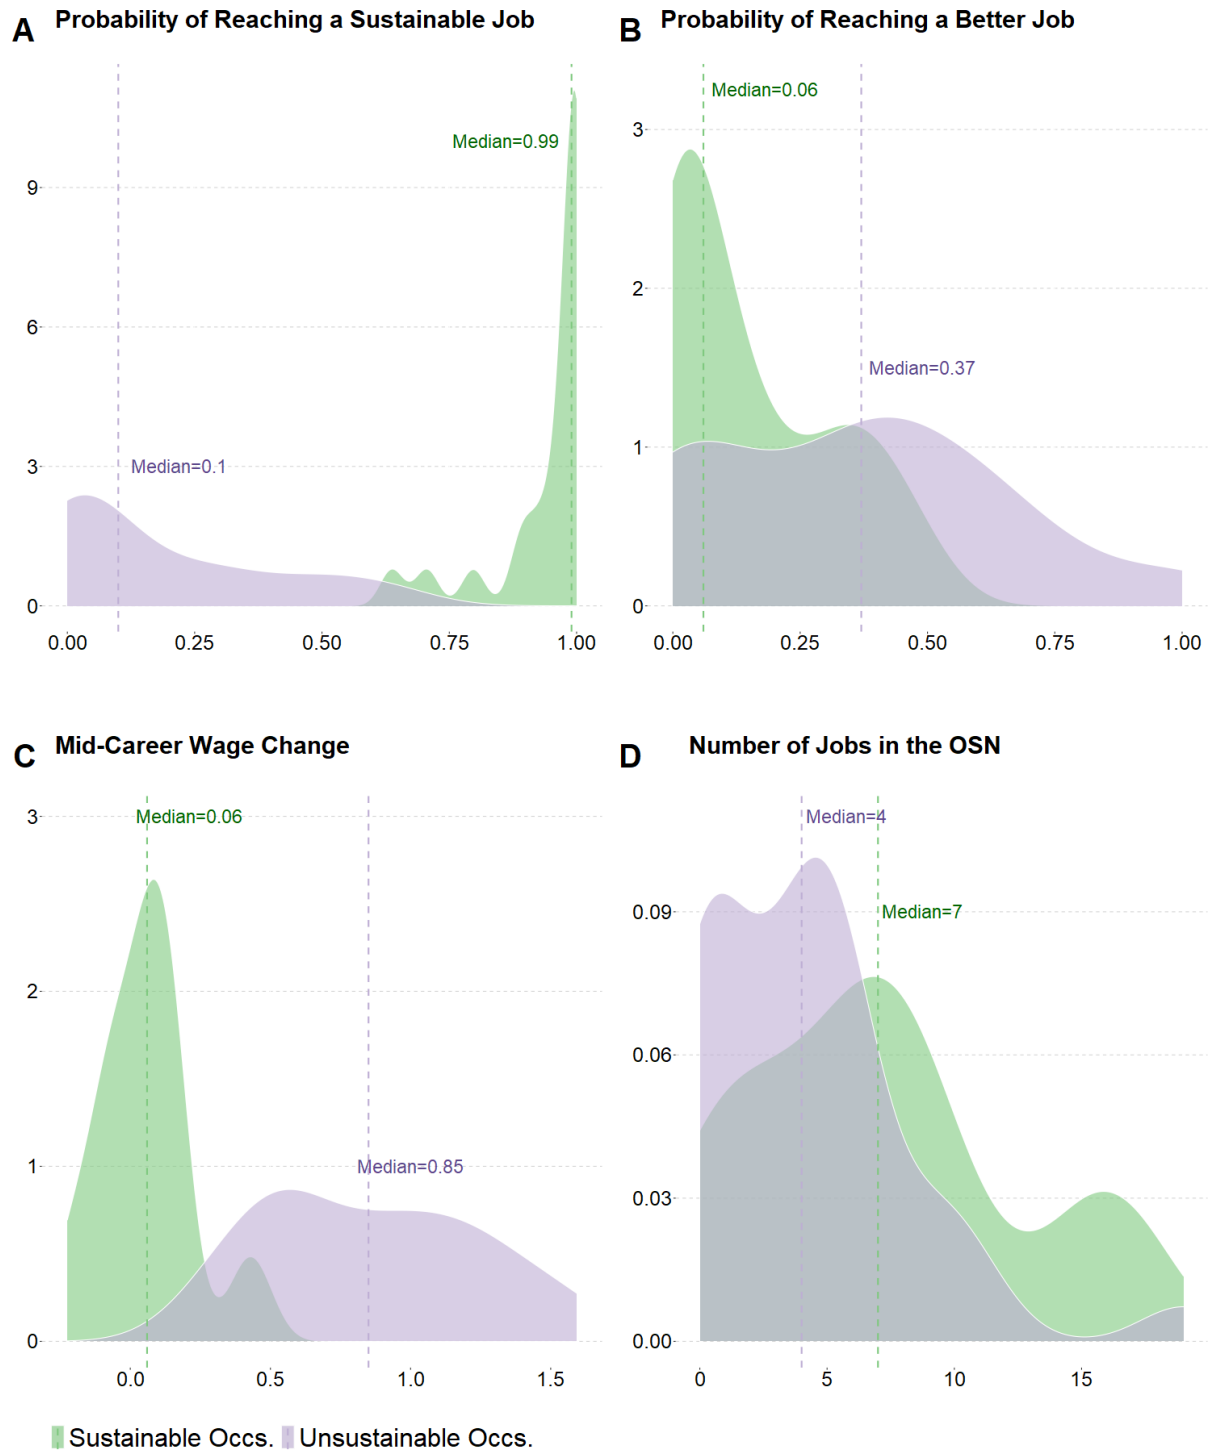 A Probability of Reaching a Sustainable Job
Median=0.99
Median=0.1
9
6
3
0
0.00 0.25 0.50 0.75 1.00
B Probability of Reaching a Better Job
Median=0.06
Median=0.37
3
2
1
0
0.00 0.25 0.50 0.75 1.00
C Mid-Career Wage Change
Median=0.06
Median=0.85
3
2
1
0
0.0 0.5 1.0 1.5
D Number of Jobs in the OSN
Median=4
Median=7
0.09
0.06
0.03
0.00
0 5 10 15
Sustainable Occs. Unsustainable Occs.